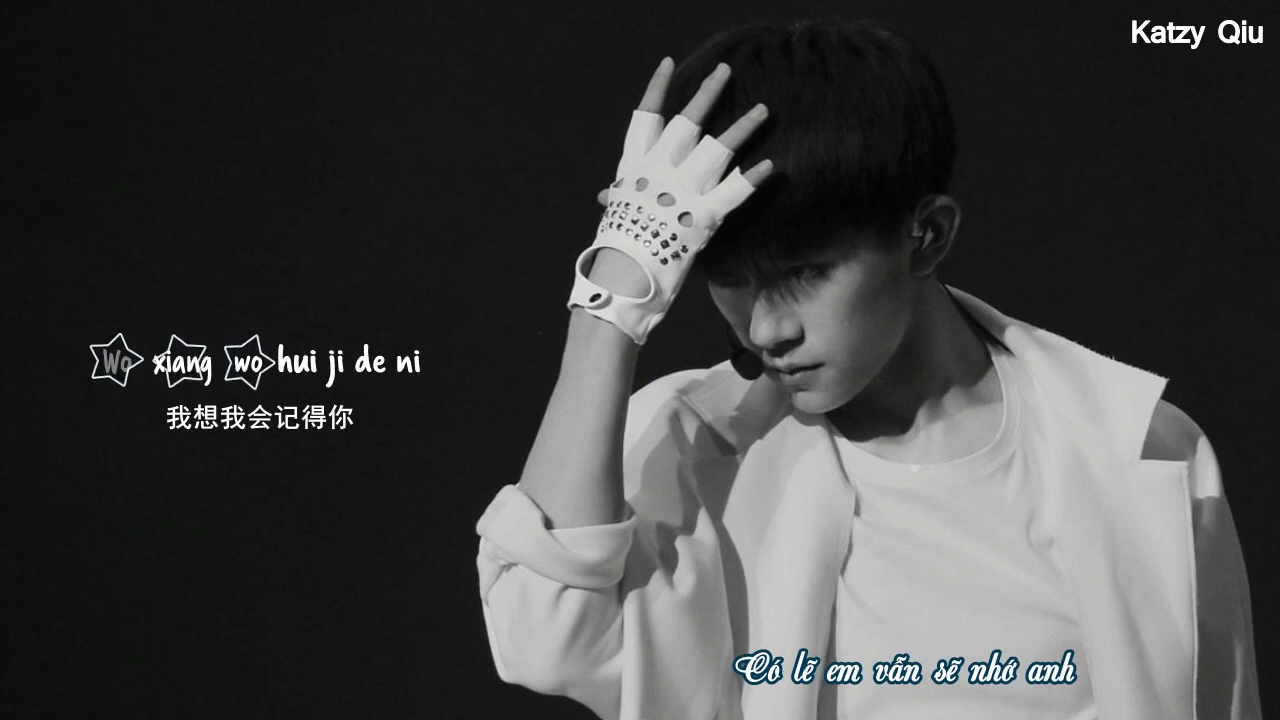 Katzy Qiu
Wo xiang wo hui ji de ni
我想我会记得你
Có lẽ em vẫn sẽ nhớ anh